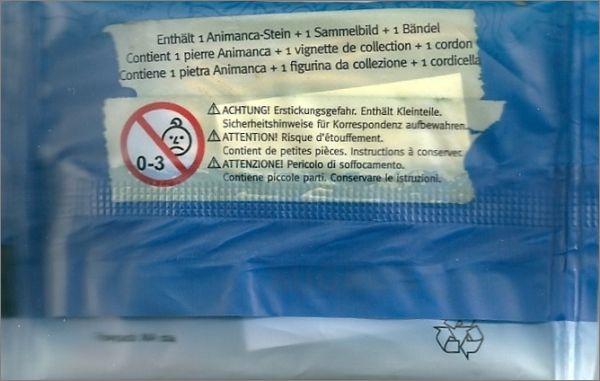 Enthält 1 Animanca-Stein + 1 Sammelbild + 1 Bändel
Contient 1 pierre Animanca + 1 vignette de collection + 1 cordon
Contiene 1 pietra Animanca + 1 figurina da collezione + 1 cordicella
ACHTUNG! Erstickungsgefahr. Enthält Kleinteile.
Sicherheitshinweise für Korrespondenz aufbewahren.
ATTENTION! Risque d'étouffement.
Contient de petites pièces. Instructions à conserver.
ATTENZIONE! Pericolo di soffocamento.
Contiene piccole parti. Conservare le istruzioni.
0-3